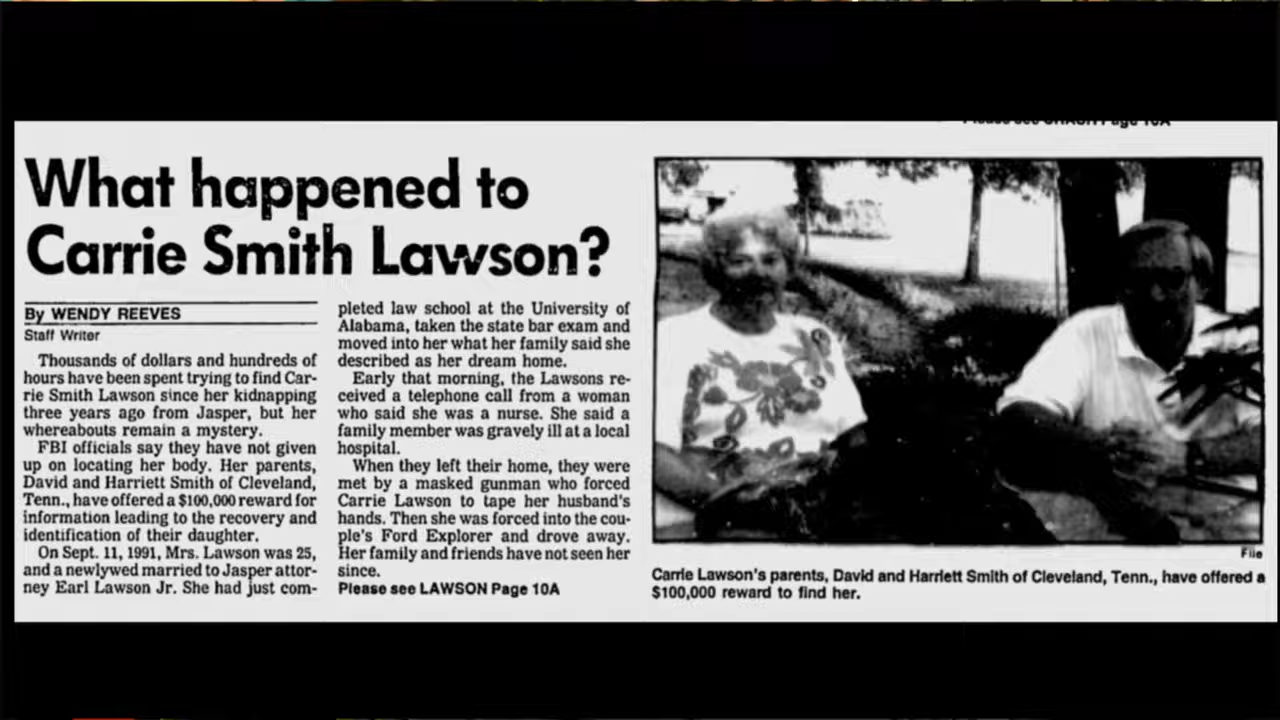 What happened to
Carrie Smith Lawson?
By WENDY REEVES
Staff Writer
Thousands of dollars and hundreds of
hours have been spent trying to find Car-
rie Smith Lawson since her kidnapping
three years ago from Jasper, but her
whereabouts remain a mystery.
FBI officials say they have not given
up on locating her body. Her parents,
David and Harriett Smith of Cleveland,
Tenn., have offered a $100,000 reward for
information leading to the recovery and
identification of their daughter.
On Sept. 11, 1991, Mrs. Lawson was 25,
and a newlywed married to Jasper attor-
ney Earl Lawson Jr. She had just com-
pleted law school at the University of
Alabama, taken the state bar exam and
moved into her what her family said she
described as her dream home.
Early that morning, the Lawsons re-
ceived a telephone call from a woman
who said she was a nurse. She said a
family member was gravely ill at a local
hospital.
When they left their home, they were
met by a masked gunman who forced
Carrie Lawson to tape her husband's
hands. Then she was forced into the cou-
ple's Ford Explorer and drove away.
Her family and friends have not seen her
since.
Please see LAWSON Page 10A
File
Carrie Lawson's parents, David and Harriett Smith of Cleveland, Tenn., have offered a
$100,000 reward to find her.